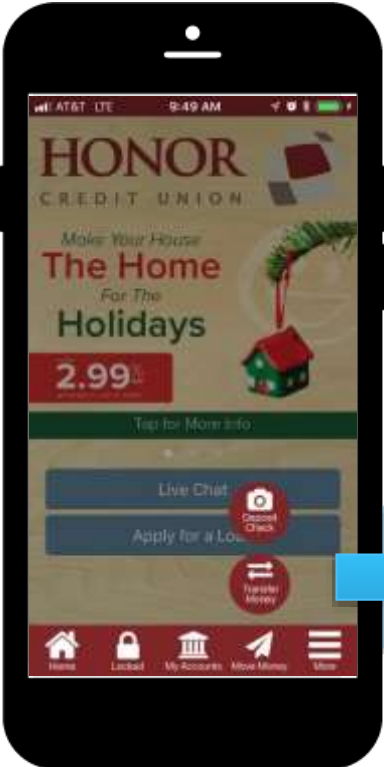 AT&T LTE 9:49 AM
HONOR
CREDIT UNION
Make Your House
The Home
For The
Holidays
2.99%
Tap for More Info
Live Chat
Deposit
Check
Apply for a Loa
Transfer
Money
Home Locked My Accounts Move Money More